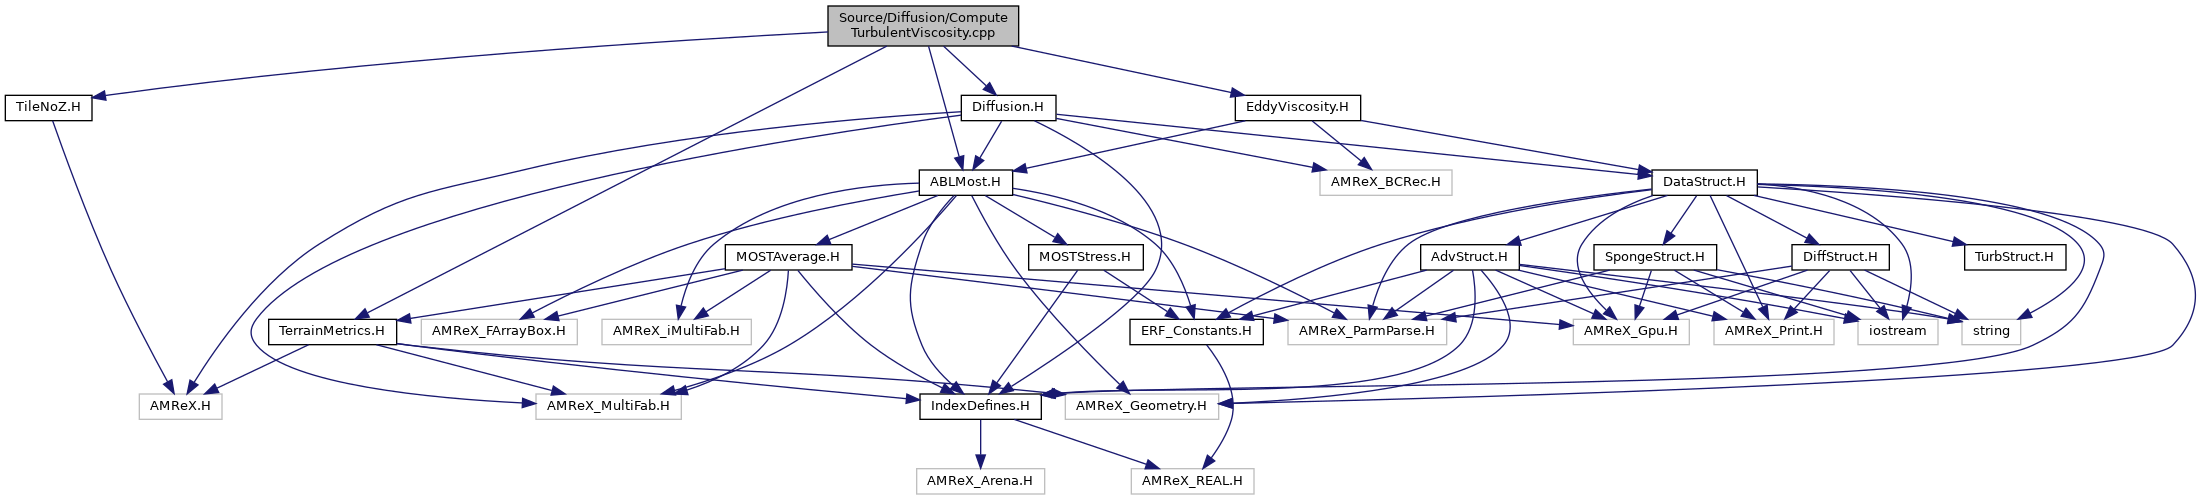 Source/Diffusion/Compute
TurbulentViscosity.cpp
TileNoZ.H
Diffusion.H
EddyViscosity.H
ABLMost.H
AMReX_BCRec.H
DataStruct.H
MOSTAverage.H
MOSTStress.H
AdvStruct.H
SpongeStruct.H
DiffStruct.H
TurbStruct.H
TerrainMetrics.H
AMReX_FArrayBox.H
AMReX_iMultiFab.H
ERF_Constants.H
AMReX_ParmParse.H
AMReX_Gpu.H
AMReX_Print.H
iostream
string
AMReX.H
AMReX_MultiFab.H
IndexDefines.H
AMReX_Geometry.H
AMReX_Arena.H
AMReX_REAL.H